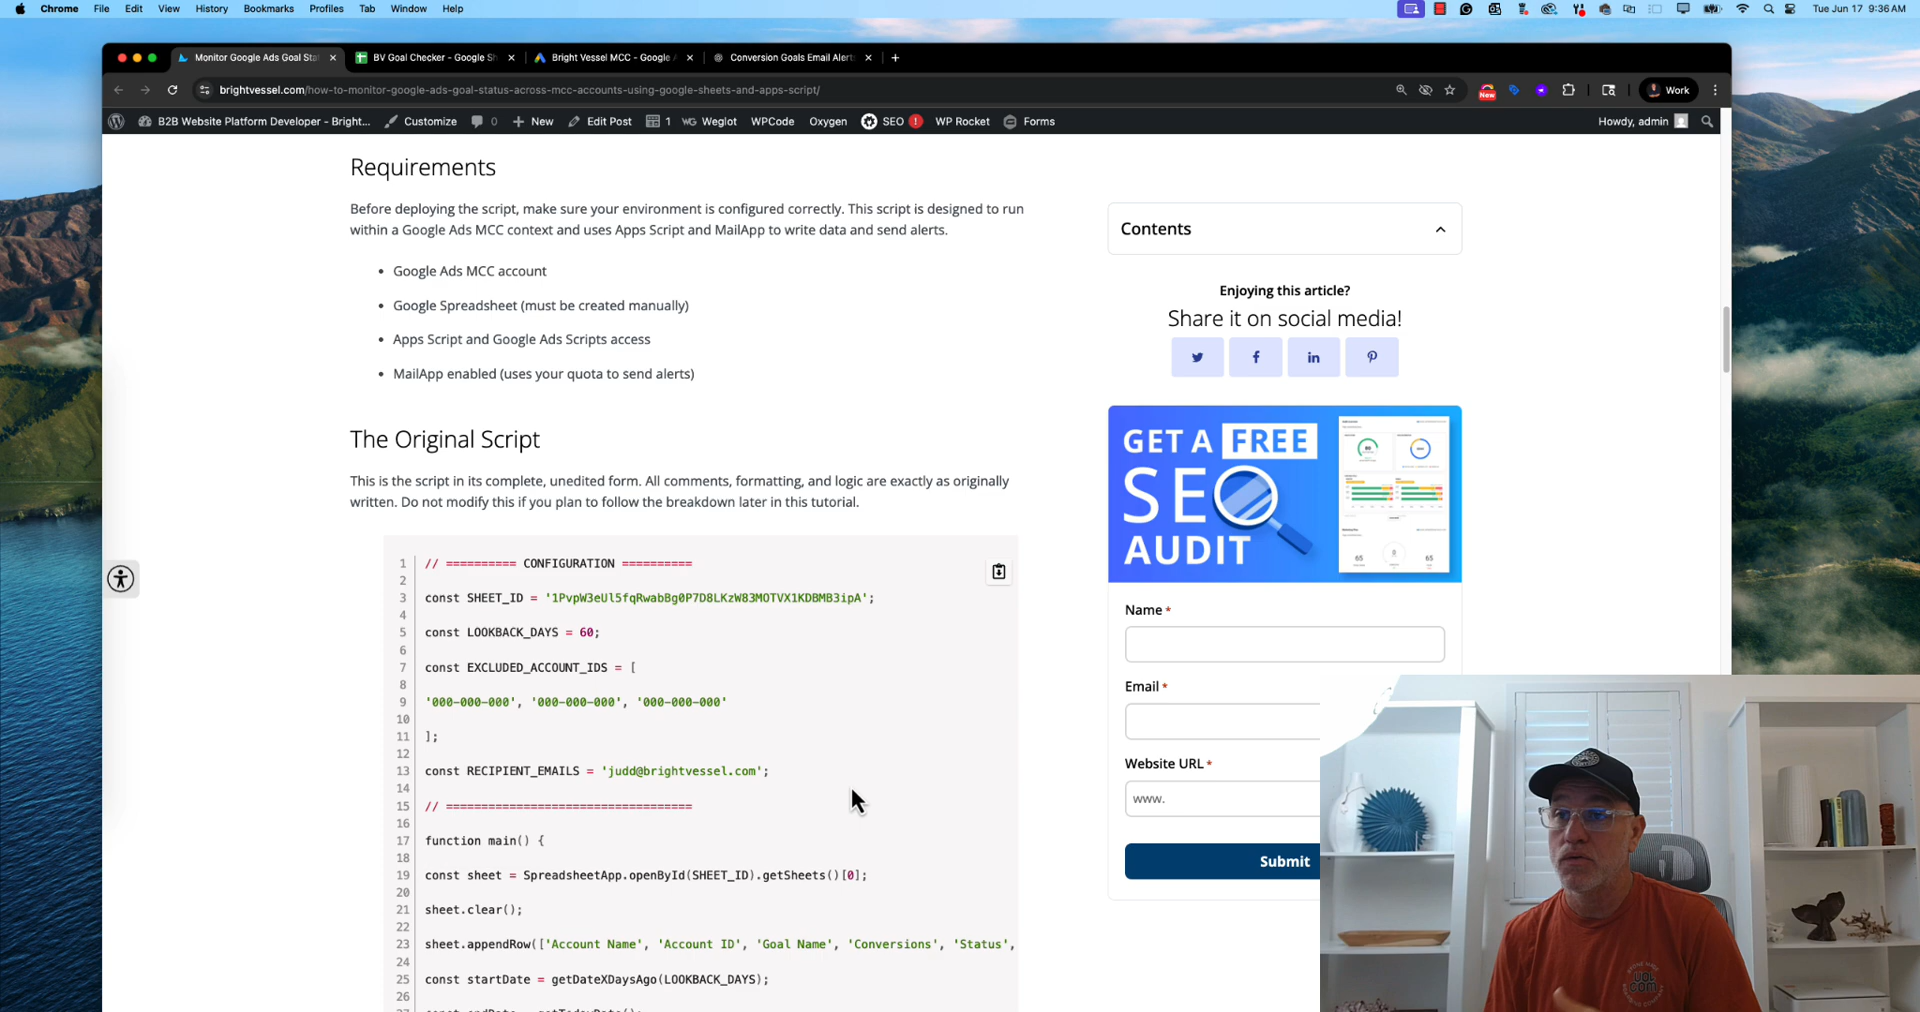 Chrome File Edit View History Bookmarks Profiles Tab Window Help
Tue Jun 17 9:36 AM
Monitor Google Ads Goal Sta
BV Goal Checker - Google Sh
Bright Vessel MCC - Google A
Conversion Goals Email Alert
brightvessel.com/how-to-monitor-google-ads-goal-status-across-mcc-accounts-using-google-sheets-and-apps-script/
New
Work
B2B Website Platform Developer - Bright... Customize 0 New Edit Post 1 WG Weglot WPCode Oxygen SEO ! WP Rocket Forms
Howdy, admin
Requirements
Before deploying the script, make sure your environment is configured correctly. This script is designed to run
within a Google Ads MCC context and uses Apps Script and MailApp to write data and send alerts.
• Google Ads MCC account
• Google Spreadsheet (must be created manually)
• Apps Script and Google Ads Scripts access
• MailApp enabled (uses your quota to send alerts)
The Original Script
This is the script in its complete, unedited form. All comments, formatting, and logic are exactly as originally
written. Do not modify this if you plan to follow the breakdown later in this tutorial.
1 // ========== CONFIGURATION ==========
2
3 const SHEET_ID = '1PvpW3eUl5fqRwabBg0P7D8LKzW83MOTVX1KDBMB3ipA';
4
5 const LOOKBACK_DAYS = 60;
6
7 const EXCLUDED_ACCOUNT_IDS = [
8
9 '000-000-000', '000-000-000', '000-000-000'
10
11 ];
12
13 const RECIPIENT_EMAILS = 'judd@brightvessel.com';
14
15 // ===================================
16
17 function main() {
18
19 const sheet = SpreadsheetApp.openById(SHEET_ID).getSheets()[0];
20
21 sheet.clear();
22
23 sheet.appendRow(['Account Name', 'Account ID', 'Goal Name', 'Conversions', 'Status',
24
25 const startDate = getDateXDaysAgo(LOOKBACK_DAYS);
26
Contents
Enjoying this article?
Share it on social media!
GET A FREE
SEO
AUDIT
Name *
Email *
Website URL *
www.
Submit